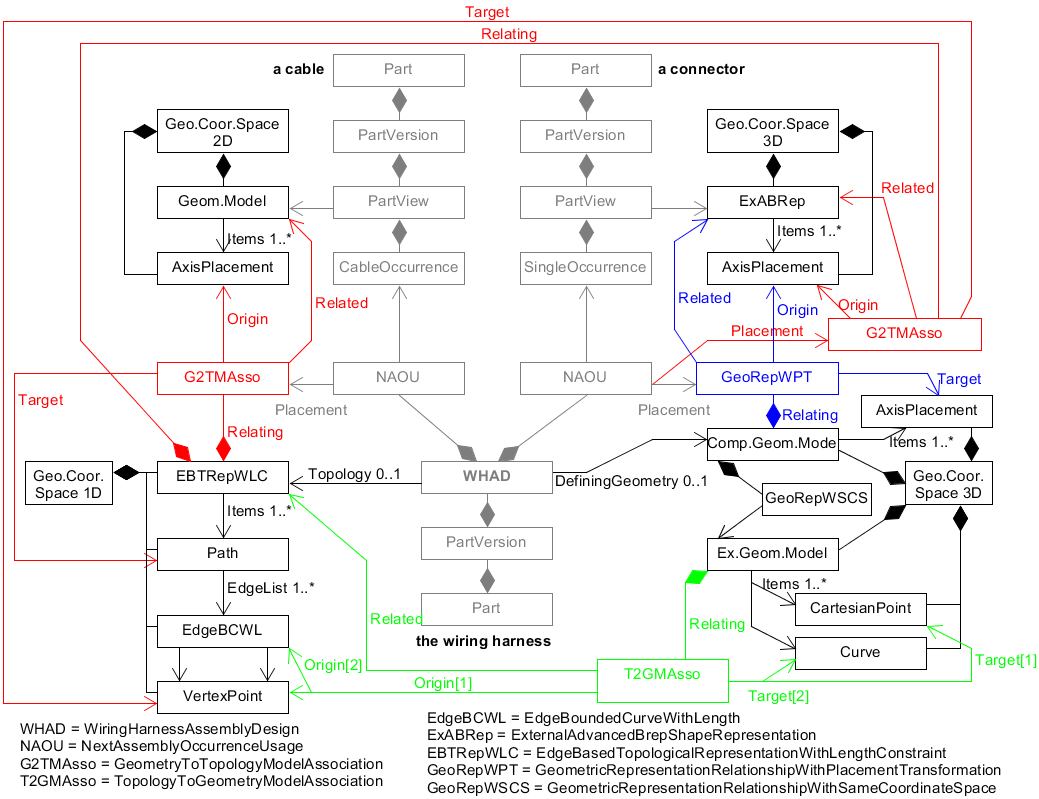 Target
Relating
a cable
Part
Part
a connector
Geo.Coor.Space
2D
PartVersion
PartVersion
Geo.Coor.Space
3D
Related
Geom.Model
PartView
PartView
ExABRep
Items 1..*
Items 1..*
AxisPlacement
CableOccurrence
SingleOccurrence
AxisPlacement
Related
Related
Origin
Origin
Origin
Placement
G2TMAsso
G2TMAsso
NAOU
NAOU
GeoRepWPT
Target
Target
Placement
Placement
Relating
AxisPlacement
Relating
Comp.Geom.Mode
Items 1..*
Geo.Coor.
Space 1D
EBTRepWLC
Topology 0..1
WHAD
DefiningGeometry 0..1
Geo.Coor.
Space 3D
GeoRepWSCS
Items 1..*
PartVersion
Path
Ex.Geom.Model
EdgeList 1..*
Items 1..*
Part
CartesianPoint
Related
Relating
EdgeBCWL
the wiring harness
Curve
Origin[2]
Target[1]
T2GMAsso
Origin[1]
Target[2]
VertexPoint
WHAD = WiringHarnessAssemblyDesign
NAOU = NextAssemblyOccurrenceUsage
G2TMAsso = GeometryToTopologyModelAssociation
T2GMAsso = TopologyToGeometryModelAssociation
EdgeBCWL = EdgeBoundedCurveWithLength
ExABRep = ExternalAdvancedBrepShapeRepresentation
EBTRepWLC = EdgeBasedTopologicalRepresentationWithLengthConstraint
GeoRepWPT = GeometricRepresentationRelationshipWithPlacementTransformation
GeoRepWSCS = GeometricRepresentationRelationshipWithSameCoordinateSpace